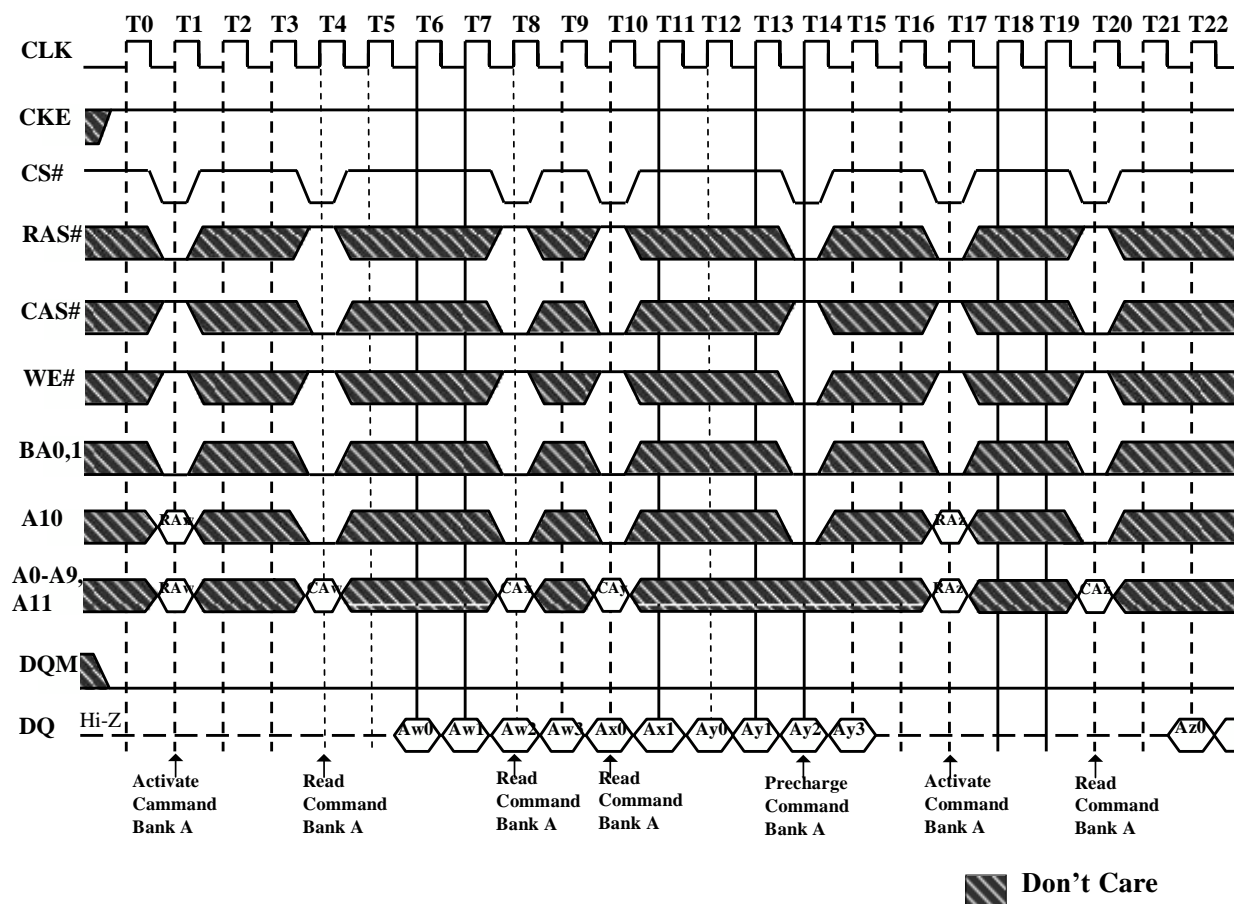 T0 T1 T2 T3 T4 T5 T6 T7 T8 T9 T10 T11 T12 T13 T14 T15 T16 T17 T18 T19 T20 T21 T22
CLK
CKE
CS#
RAS#
CAS#
WE#
BA0,1
A10 RAw RAz
A0-A9,
A11 RAw CAw CAx CAy RAz CAz
DQM
DQ Hi-Z Aw0 Aw1 Aw2 Aw3 Ax0 Ax1 Ay0 Ay1 Ay2 Ay3 Az0
Activate
Cammand
Bank A
Read
Command
Bank A
Read
Command
Bank A
Read
Command
Bank A
Precharge
Command
Bank A
Activate
Command
Bank A
Read
Command
Bank A
Don't Care